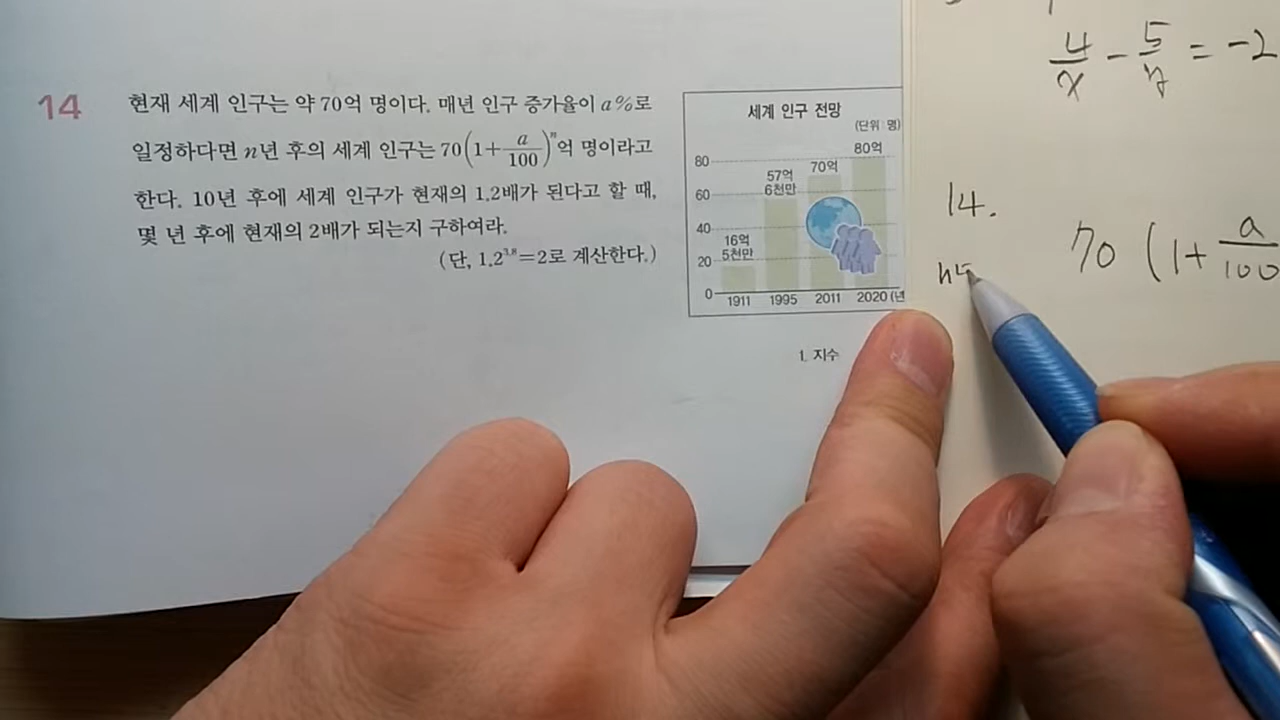 14
현재 세계 인구는 약 70억 명이다. 매년 인구 증가율이 a%로
일정하다면 n년 후의 세계 인구는 70(1+a/100)^n억 명이라고
한다. 10년 후에 세계 인구가 현재의 1.2배가 된다고 할 때,
몇 년 후에 현재의 2배가 되는지 구하여라.
(단, 1.2^3.8=2로 계산한다.)
세계 인구 전망
(단위: 명)
80
60
40
20
0
16억
5천만
57억
6천만
70억
80억
1911 1995 2011 2020 (년
1. 지수
4/x - 5/y = -2
14.
70 (1+ a/100